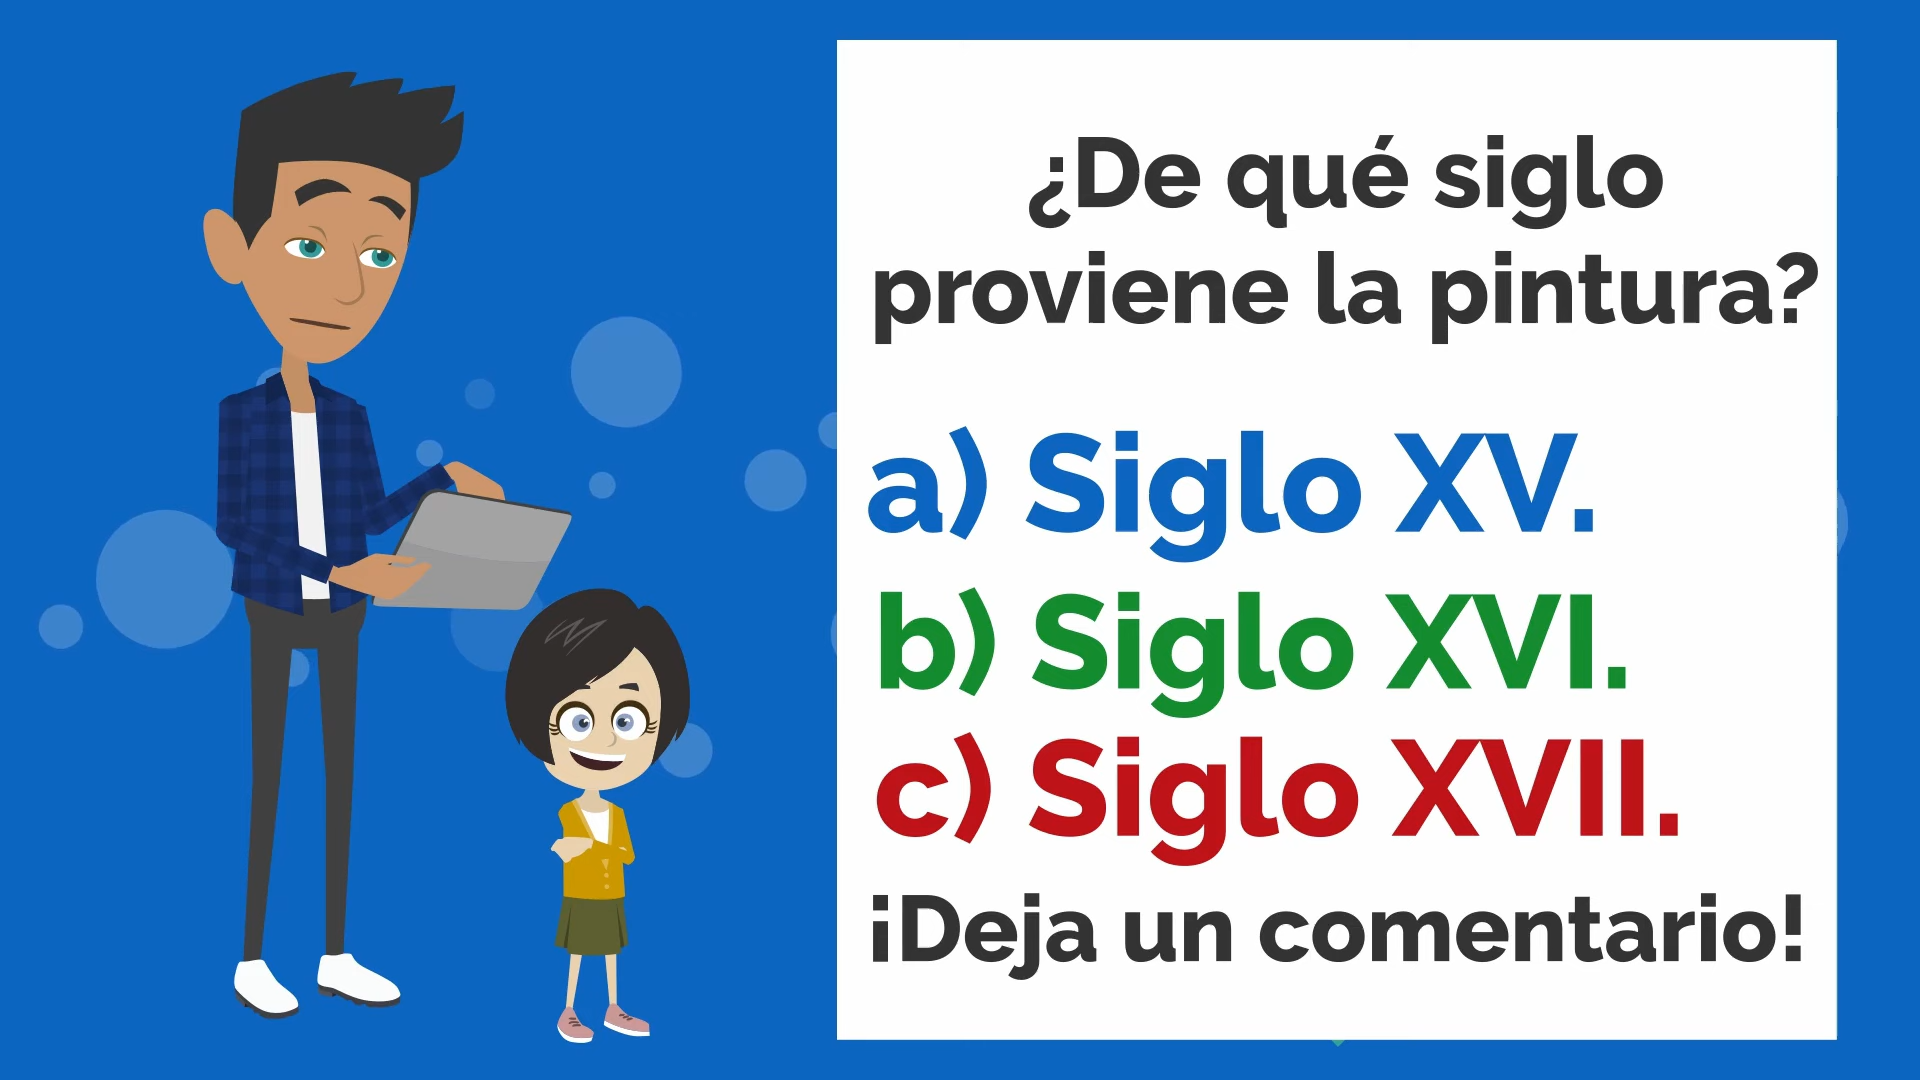 ¿De qué siglo
proviene la pintura?
a) Siglo XV.
b) Siglo XVI.
c) Siglo XVII.
¡Deja un comentario!